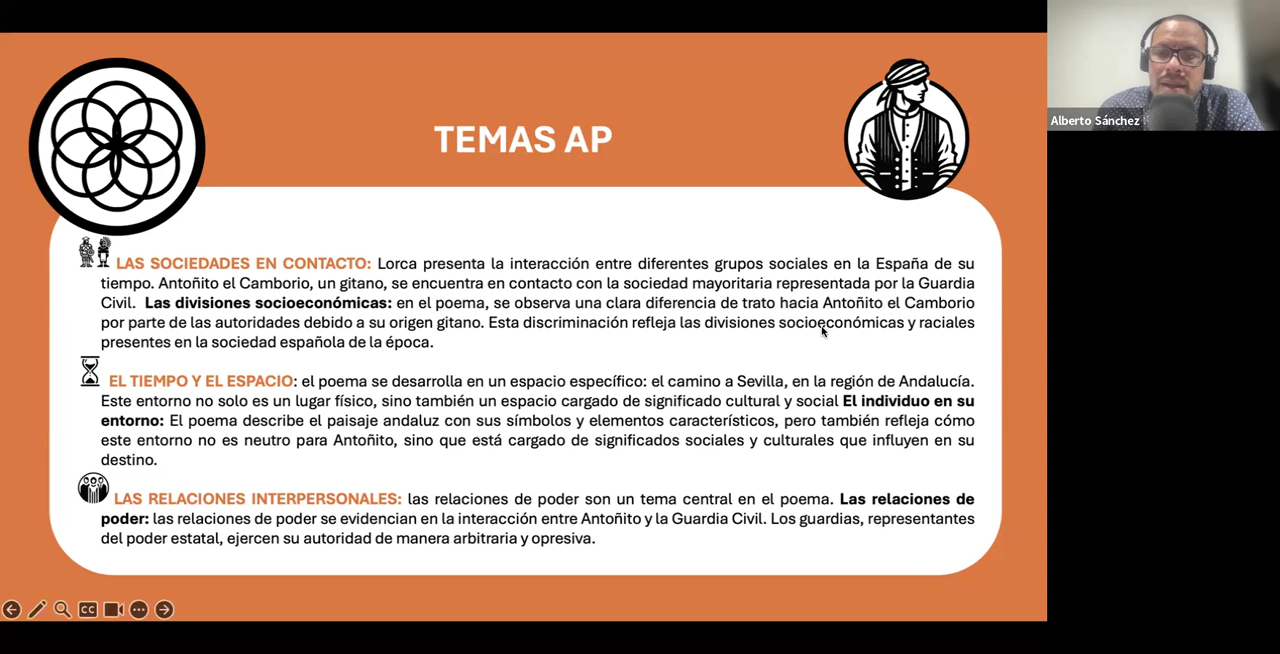 TEMAS AP
Alberto Sánchez
LAS SOCIEDADES EN CONTACTO: Lorca presenta la interacción entre diferentes grupos sociales en la España de su
tiempo. Antoñito el Camborio, un gitano, se encuentra en contacto con la sociedad mayoritaria representada por la Guardia
Civil. Las divisiones socioeconómicas: en el poema, se observa una clara diferencia de trato hacia Antoñito el Camborio
por parte de las autoridades debido a su origen gitano. Esta discriminación refleja las divisiones socioeconómicas y raciales
presentes en la sociedad española de la época.
EL TIEMPO Y EL ESPACIO: el poema se desarrolla en un espacio específico: el camino a Sevilla, en la región de Andalucía.
Este entorno no solo es un lugar físico, sino también un espacio cargado de significado cultural y social El individuo en su
entorno: El poema describe el paisaje andaluz con sus símbolos y elementos característicos, pero también refleja cómo
este entorno no es neutro para Antoñito, sino que está cargado de significados sociales y culturales que influyen en su
destino.
LAS RELACIONES INTERPERSONALES: las relaciones de poder son un tema central en el poema. Las relaciones de
poder: las relaciones de poder se evidencian en la interacción entre Antoñito y la Guardia Civil. Los guardias, representantes
del poder estatal, ejercen su autoridad de manera arbitraria y opresiva.
CC